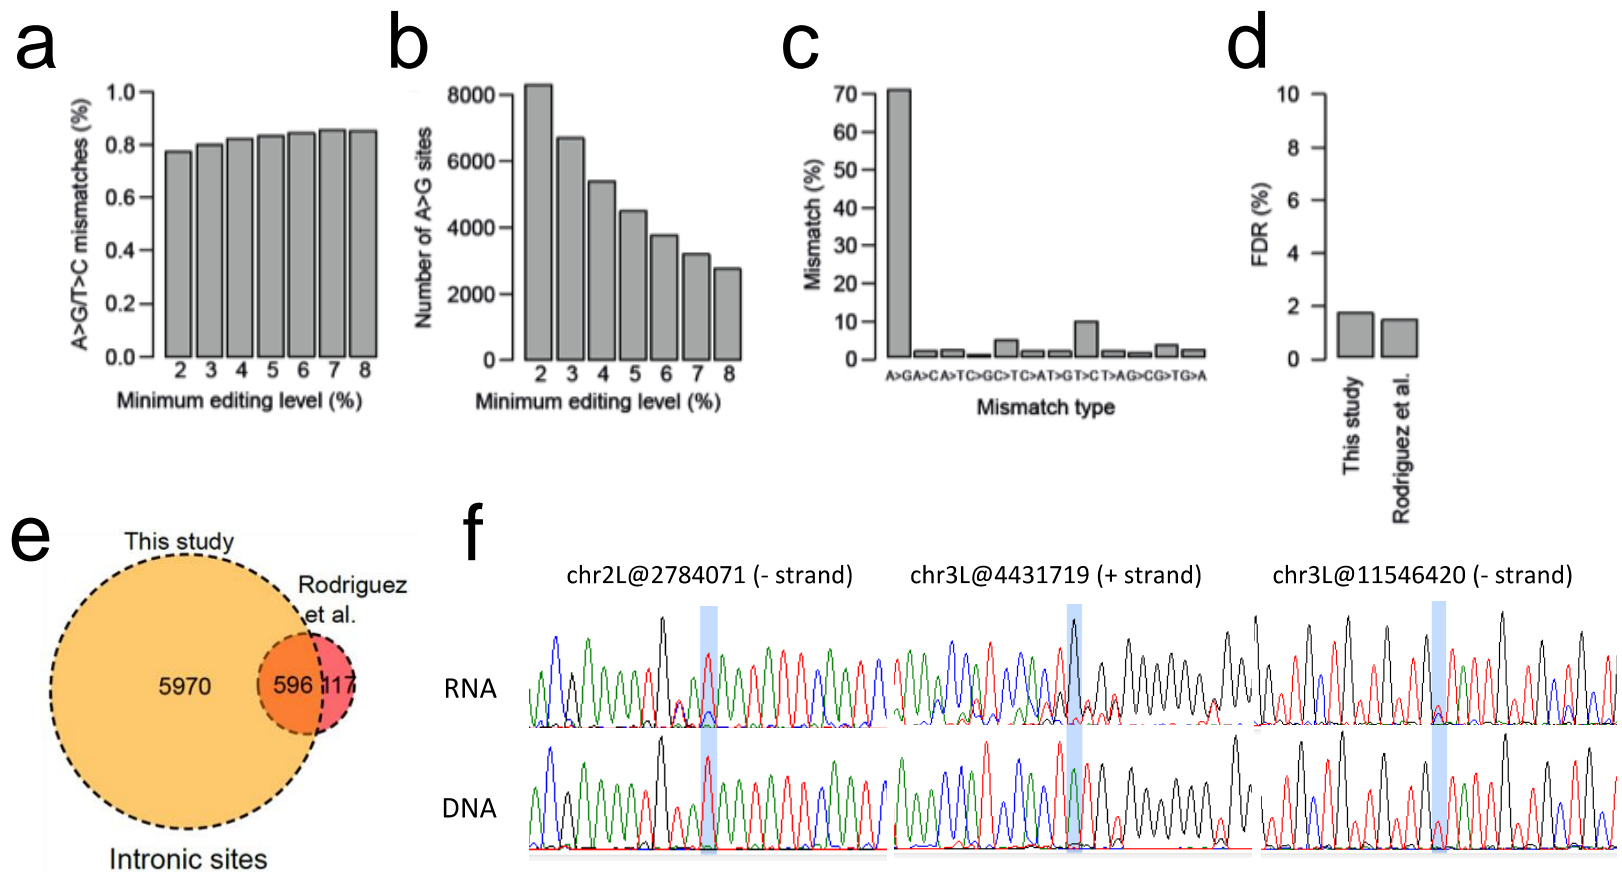 a
b
c
d
A>G/T>C mismatches (%)
1.0
0.8
0.6
0.4
0.2
0.0
2 3 4 5 6 7 8
Minimum editing level (%)
Number of A>G sites
8000
6000
4000
2000
0
2 3 4 5 6 7 8
Minimum editing level (%)
Mismatch (%)
70
60
50
40
30
20
10
0
A>G A>C A>T C>G C>T C>A T>G T>C T>A G>C G>T G>A
Mismatch type
FDR (%)
10
8
6
4
2
0
This study
Rodriguez et al.
e
This study
Rodriguez
et al.
5970
596
117
Intronic sites
f
chr2L@2784071 (- strand)
chr3L@4431719 (+ strand)
chr3L@11546420 (- strand)
RNA
DNA